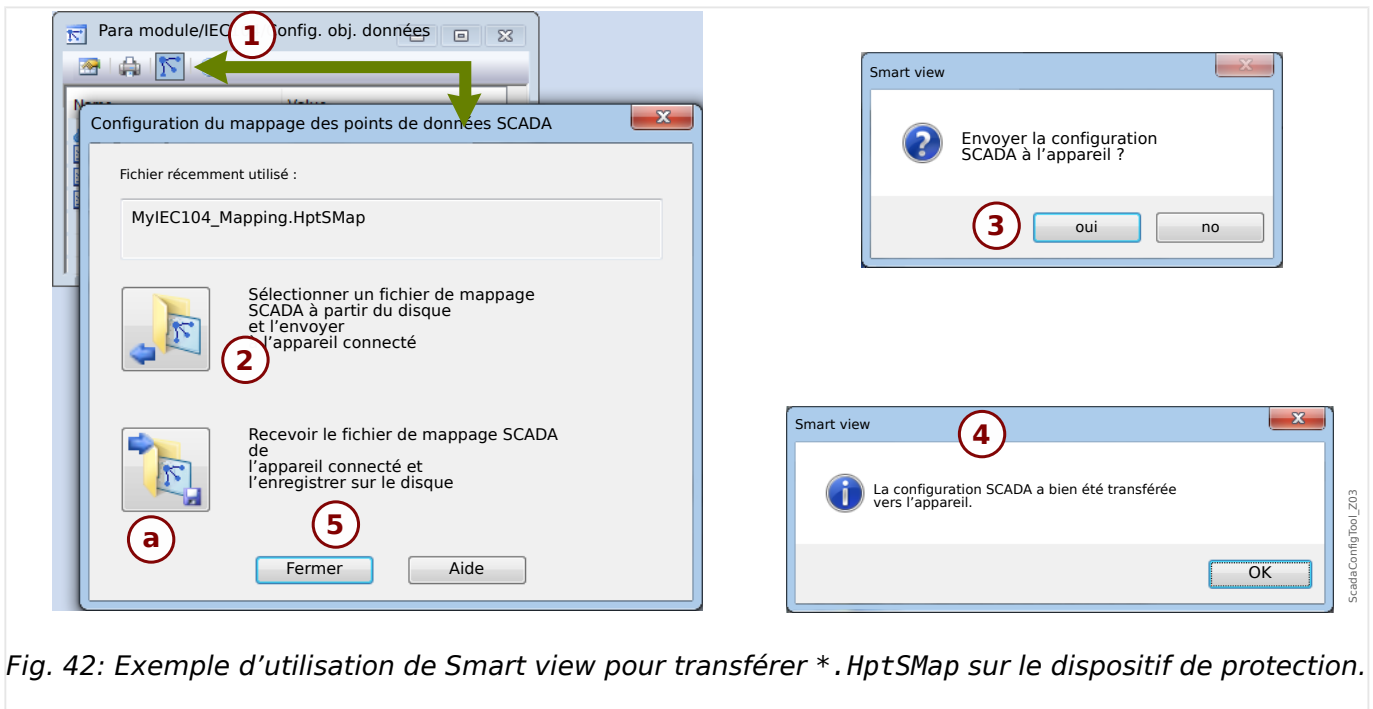 Para module/IEC
1
onfig. obj. données
Configuration du mappage des points de données SCADA
Fichier récemment utilisé :
MyIEC104_Mapping.HptSMap
Sélectionner un fichier de mappage
SCADA à partir du disque
et l’envoyer
l’appareil connecté
2
Recevoir le fichier de mappage SCADA
de
l’appareil connecté et
l’enregistrer sur le disque
a
5
Fermer
Aide
Smart view
Envoyer la configuration
SCADA à l’appareil ?
3
oui
no
Smart view
4
La configuration SCADA a bien été transférée
vers l’appareil.
OK
ScadaConfigTool_Z03
Fig. 42: Exemple d’utilisation de Smart view pour transférer *.HptSMap sur le dispositif de protection.